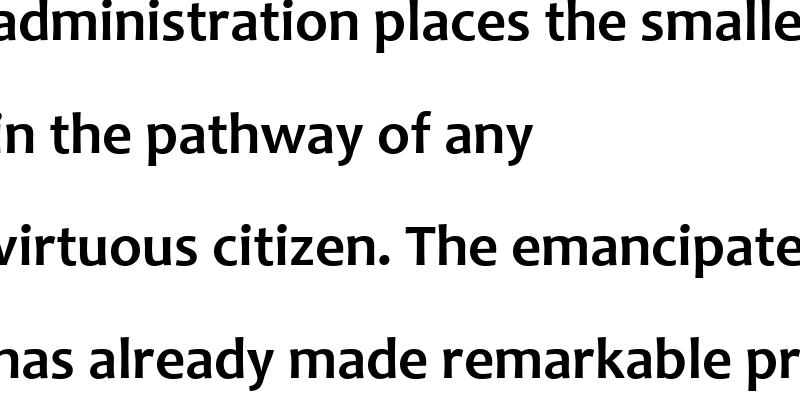 administration places the smalle
in the pathway of any
virtuous citizen. The emancipate
has already made remarkable pr